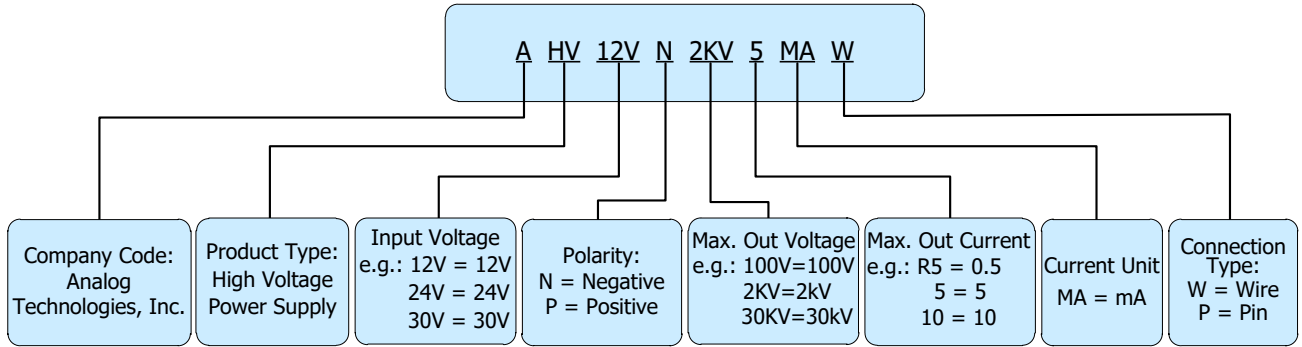 A HV 12V N 2KV 5 MA W
Company Code:
Analog
Technologies, Inc.
Product Type:
High Voltage
Power Supply
Input Voltage
e.g.: 12V = 12V
24V = 24V
30V = 30V
Polarity:
N = Negative
P = Positive
Max. Out Voltage
e.g.: 100V=100V
2KV=2kV
30KV=30kV
Max. Out Current
e.g.: R5 = 0.5
5 = 5
10 = 10
Current Unit
MA = mA
Connection
Type:
W = Wire
P = Pin